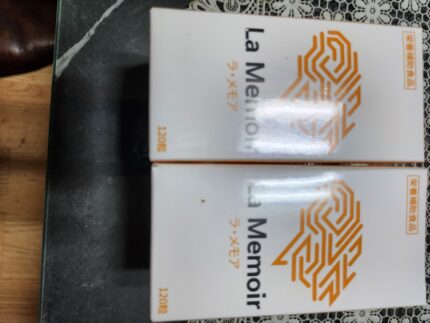 栄養補助食品
La Memoir
ラ・メモア
120粒
栄養補助食品
La Memoir
ラ・メモア
120粒